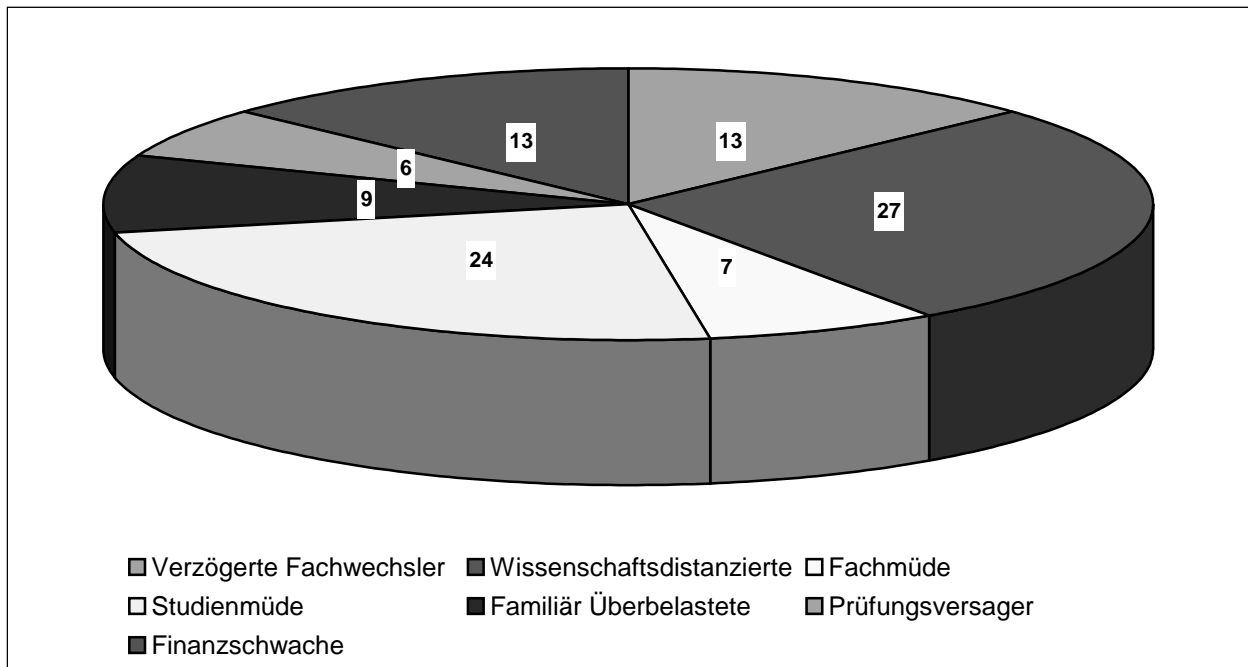 13 13
6
27
9
24 7
Verzögerte Fachwechsler Wissenschaftsdistanzierte Fachmüde
Studienmüde Familiär Überbelastete Prüfungsversager
Finanzschwache